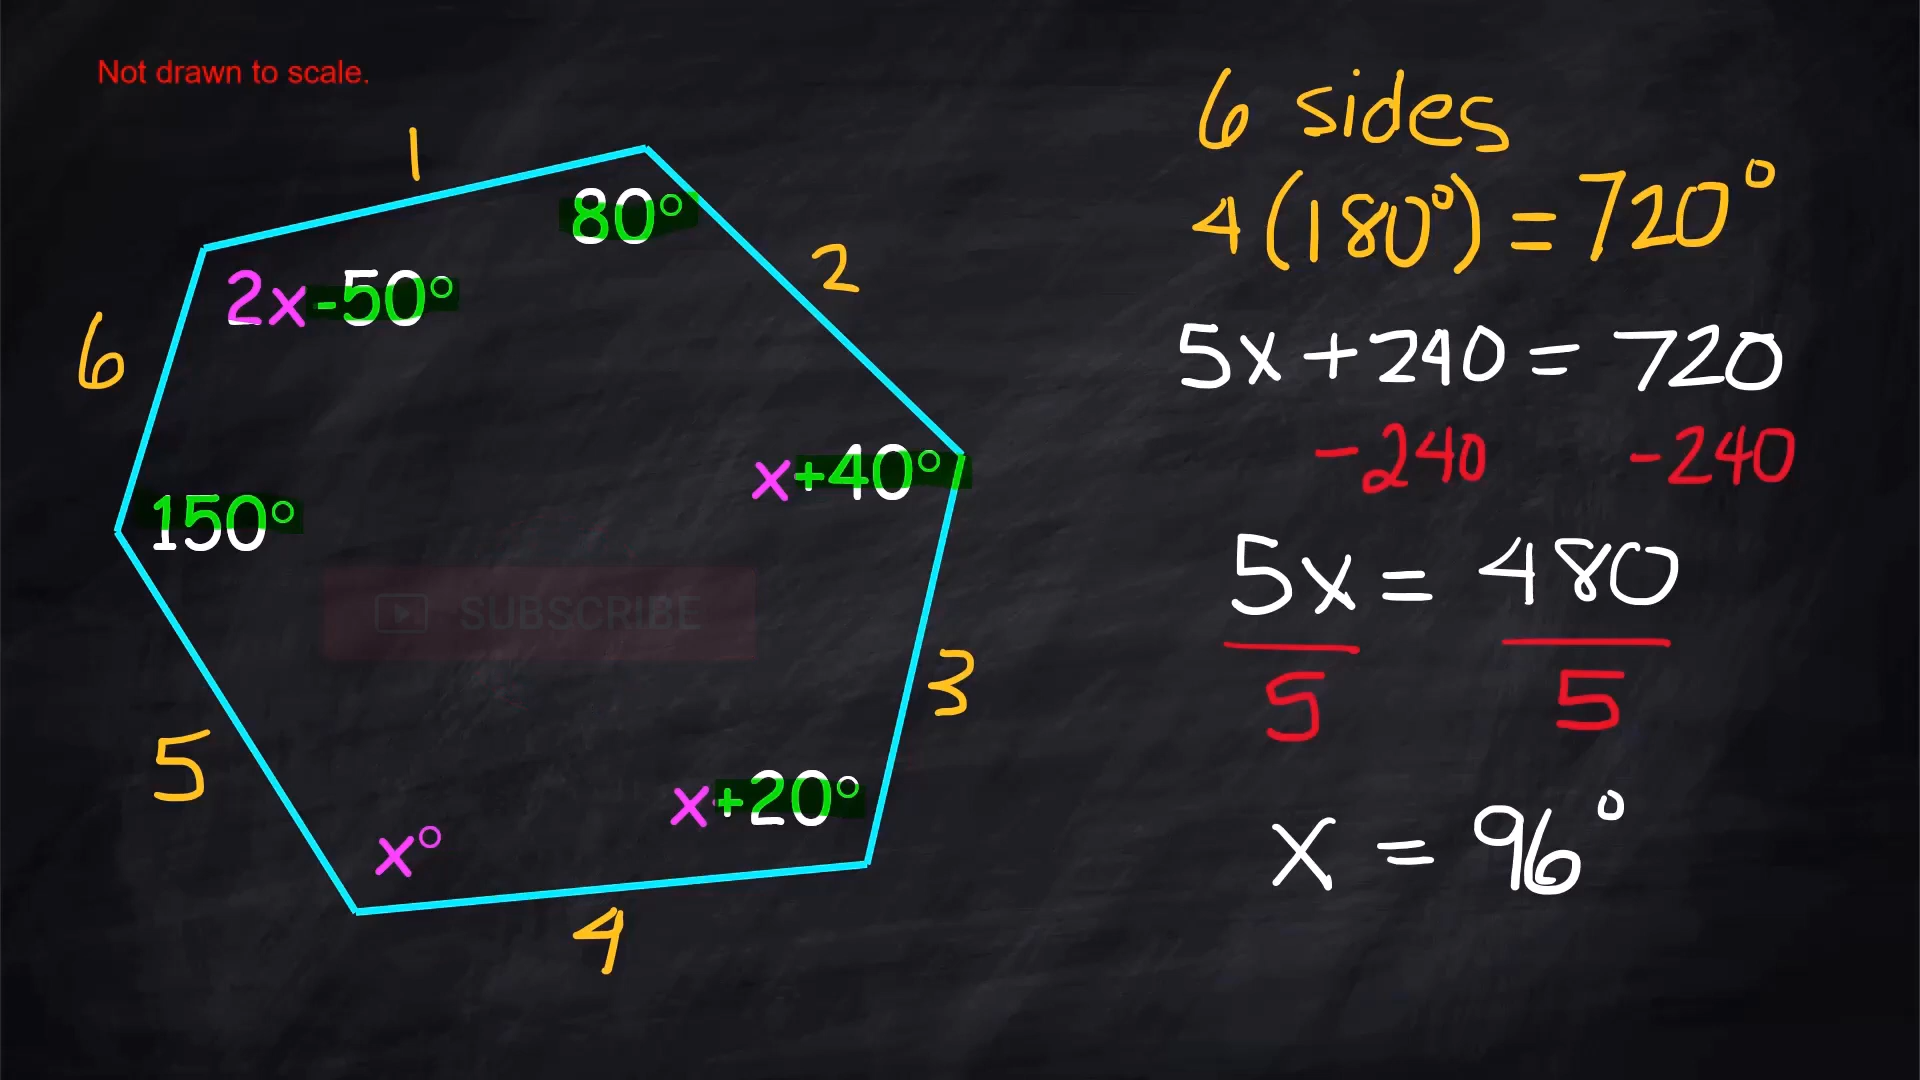 Not drawn to scale.
1
80°
2
2x-50°
6
x+40°
150°
SUBSCRIBE
3
5
x+20°
x°
4
6 sides
4(180°)=720°
5x+240=720
-240 -240
5x=480
5 5
x=96°